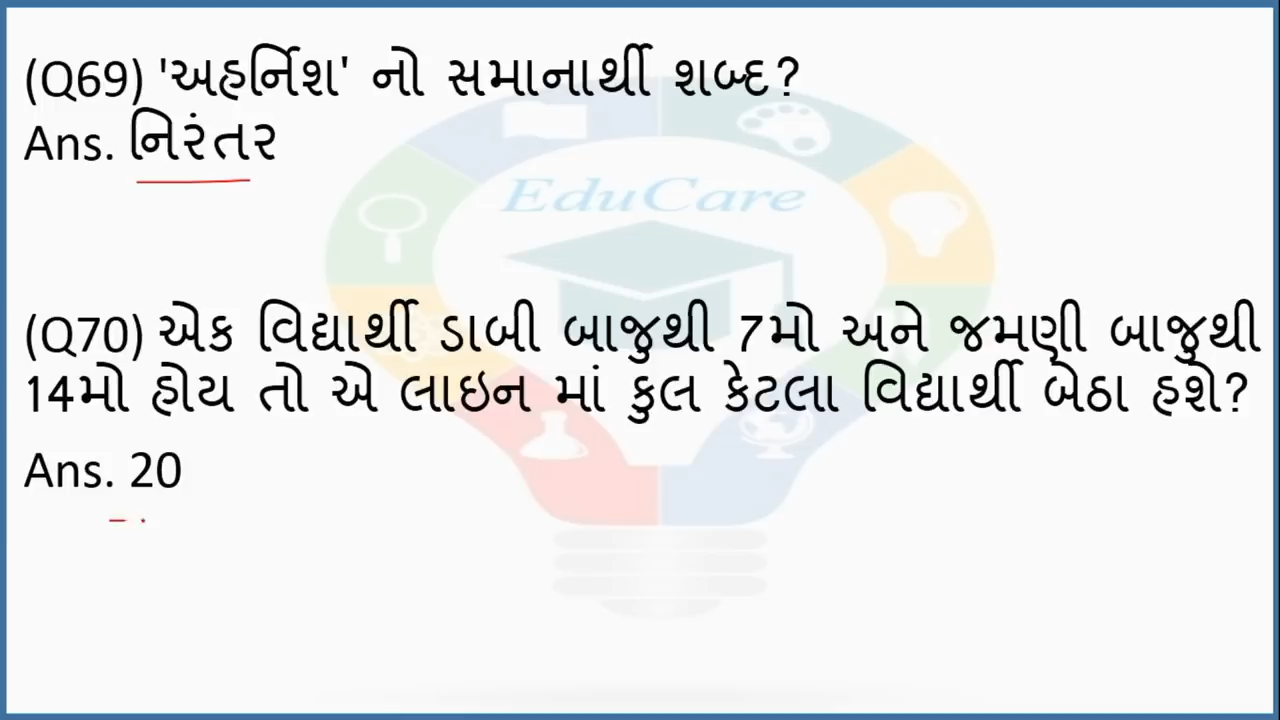 (Q69) 'અહર્નિશ' નો સમાનાર્થી શબ્દ?
Ans. નિરંતર
EduCare
(Q70) એક વિદ્યાર્થી ડાબી બાજુથી 7મો અને જમણી બાજુથી
14મો હોય તો એ લાઇન માં કુલ કેટલા વિદ્યાર્થી બેઠા હશે?
Ans. 20